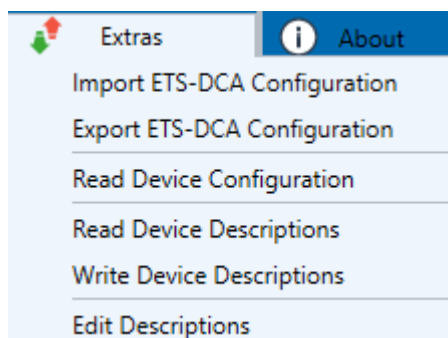 Extras
About
Import ETS-DCA Configuration
Export ETS-DCA Configuration
Read Device Configuration
Read Device Descriptions
Write Device Descriptions
Edit Descriptions